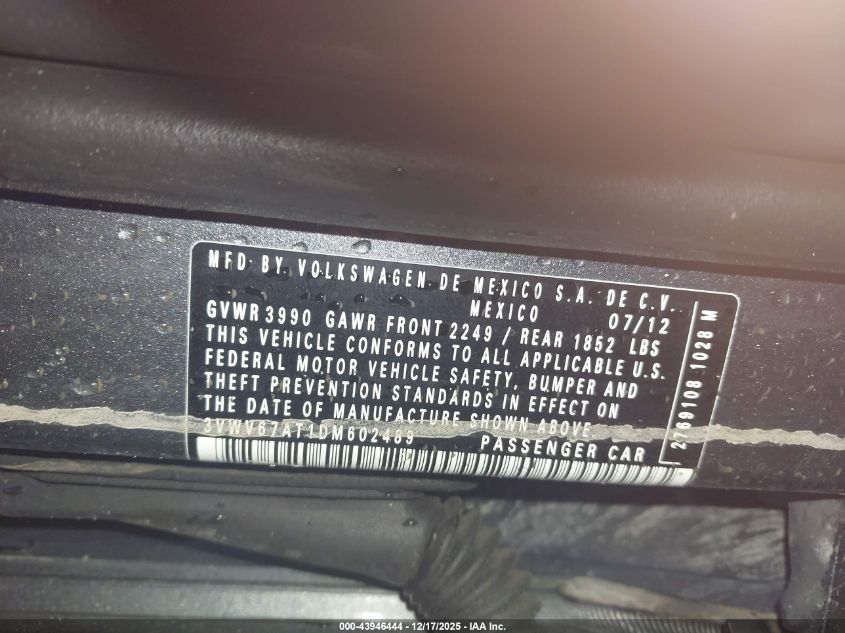 MFD BY VOLKSWAGEN DE MEXICO S.A. DE C.V.
MEXICO 07/12
GVWR 3990 GAWR FRONT 2249 / REAR 1852 LBS
THIS VEHICLE CONFORMS TO ALL APPLICABLE U.S.
FEDERAL MOTOR VEHICLE SAFETY, BUMPER AND
THEFT PREVENTION STANDARDS IN EFFECT ON
THE DATE OF MANUFACTURE SHOWN ABOVE.
3VWV67AT1DM602489 PASSENGER CAR
2769108 1028 M
000-43946444 - 12/17/2025 - IAA Inc.